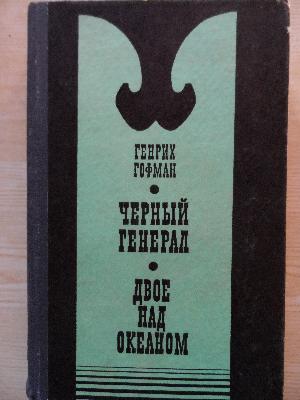 ГЕНРИХ
ГОФМАН
•
ЧЕРНЫЙ
ГЕНЕРАЛ
•
ДВОЕ
НАД
ОКЕАНОМ